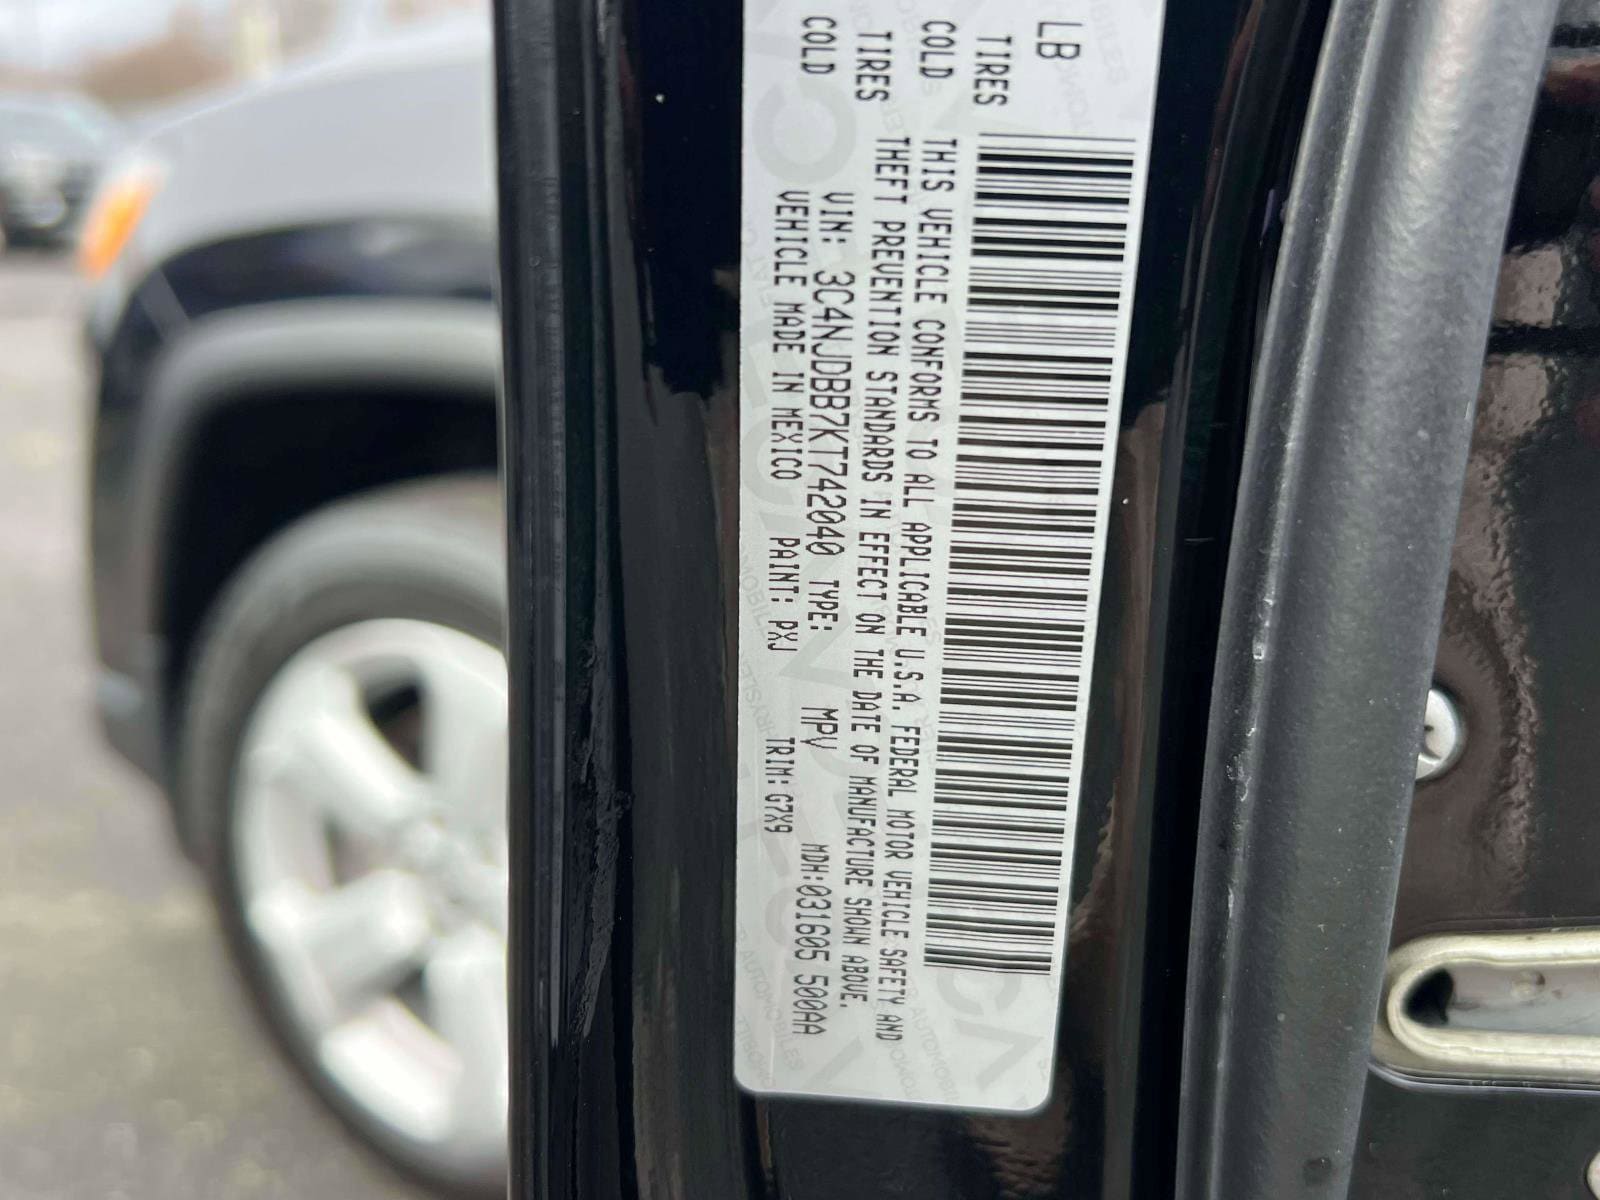 LB
TIRES
COLD
TIRES
COLD
THIS VEHICLE CONFORMS TO ALL APPLICABLE U.S.A. FEDERAL MOTOR VEHICLE SAFETY AND
THEFT PREVENTION STANDARDS IN EFFECT ON THE DATE OF MANUFACTURE SHOWN ABOVE.
VIN: 3C4NJDBB7KT742040 TYPE: MPV
VEHICLE MADE IN MEXICO PAINT: PXJ TRIM: G7X9 MDH:031605 500AA